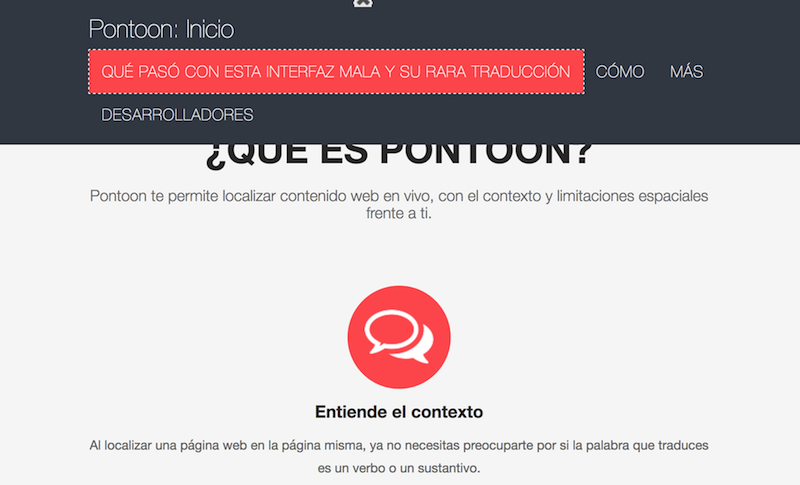 Pontoon: Inicio
QUÉ PASÓ CON ESTA INTERFAZ MALA Y SU RARA TRADUCCIÓN CÓMO MÁS
DESARROLLADORES
¿QUÉ ES PONTOON?
Pontoon te permite localizar contenido web en vivo, con el contexto y limitaciones espaciales
frente a ti.
Entiende el contexto
Al localizar una página web en la página misma, ya no necesitas preocuparte por si la palabra que traduces
es un verbo o un sustantivo.